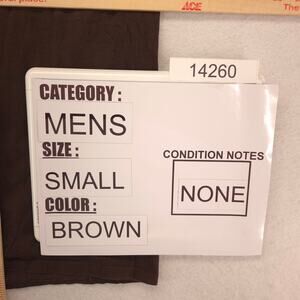 ACE
14260
CATEGORY :
MENS
SIZE :
SMALL
COLOR :
BROWN
CONDITION NOTES
NONE